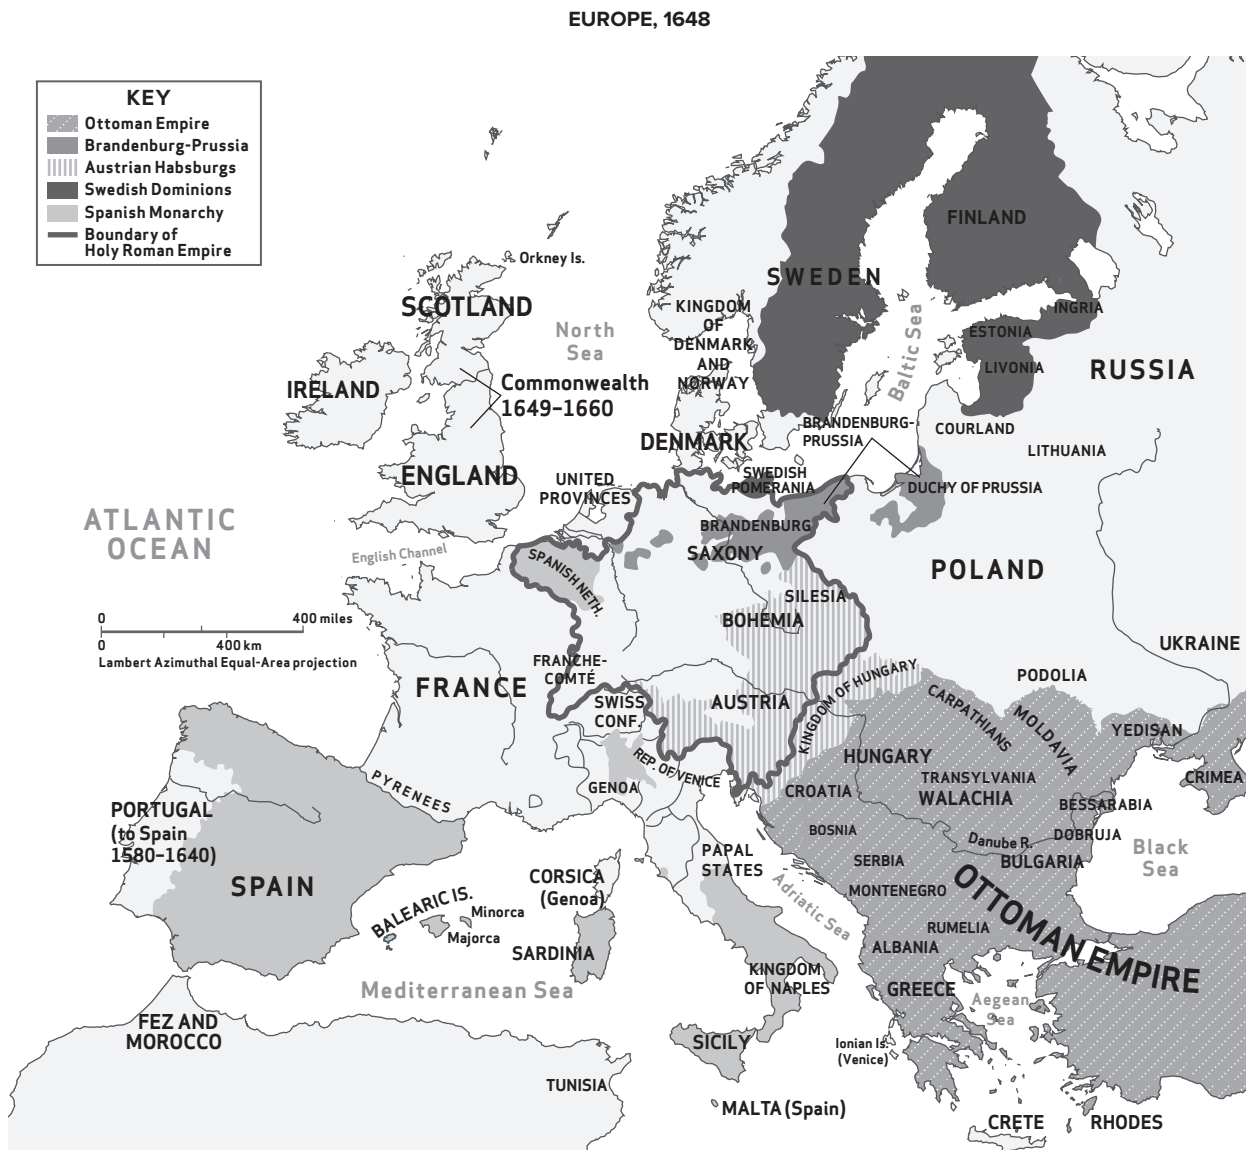 EUROPE, 1648
KEY
Ottoman Empire
Brandenburg-Prussia
Austrian Habsburgs
Swedish Dominions
Spanish Monarchy
Boundary of
Holy Roman Empire
Orkney Is.
SCOTLAND
North
Sea
IRELAND
Commonwealth
1649–1660
ENGLAND
KINGDOM
OF
DENMARK
AND
NORWAY
SWEDEN
FINLAND
Baltic Sea
INGRIA
ESTONIA
LIVONIA
RUSSIA
DENMARK
BRANDENBURG-
PRUSSIA
COURLAND
LITHUANIA
UNITED
PROVINCES
SWEDISH
POMERANIA
DUCHY OF PRUSSIA
ATLANTIC
OCEAN
English Channel
BRANDENBURG
SAXONY
SPANISH NETH.
POLAND
SILESIA
BOHEMIA
0
400 miles
0
400 km
Lambert Azimuthal Equal-Area projection
UKRAINE
FRANCHE-
COMTÉ
FRANCE
SWISS
CONF.
AUSTRIA
KINGDOM OF HUNGARY
PODOLIA
CARPATHIANS
MOLDAVIA
YEDISAN
HUNGARY
REP. OF VENICE
GENOA
CROATIA
TRANSYLVANIA
WALACHIA
CRIMEA
BESSARABIA
PYRENEES
PORTUGAL
(to Spain
1580–1640)
BOSNIA
Danube R.
DOBRUJA
BULGARIA
Black
Sea
PAPAL
STATES
SERBIA
SPAIN
CORSICA
(Genoa)
MONTENEGRO
OTTOMAN EMPIRE
BALEARIC IS.
Minorca
Majorca
Adriatic Sea
RUMELIA
ALBANIA
SARDINIA
KINGDOM
OF NAPLES
GREECE
Mediterranean Sea
Aegean
Sea
FEZ AND
MOROCCO
SICILY
Ionian Is.
(Venice)
TUNISIA
MALTA (Spain)
CRETE
RHODES